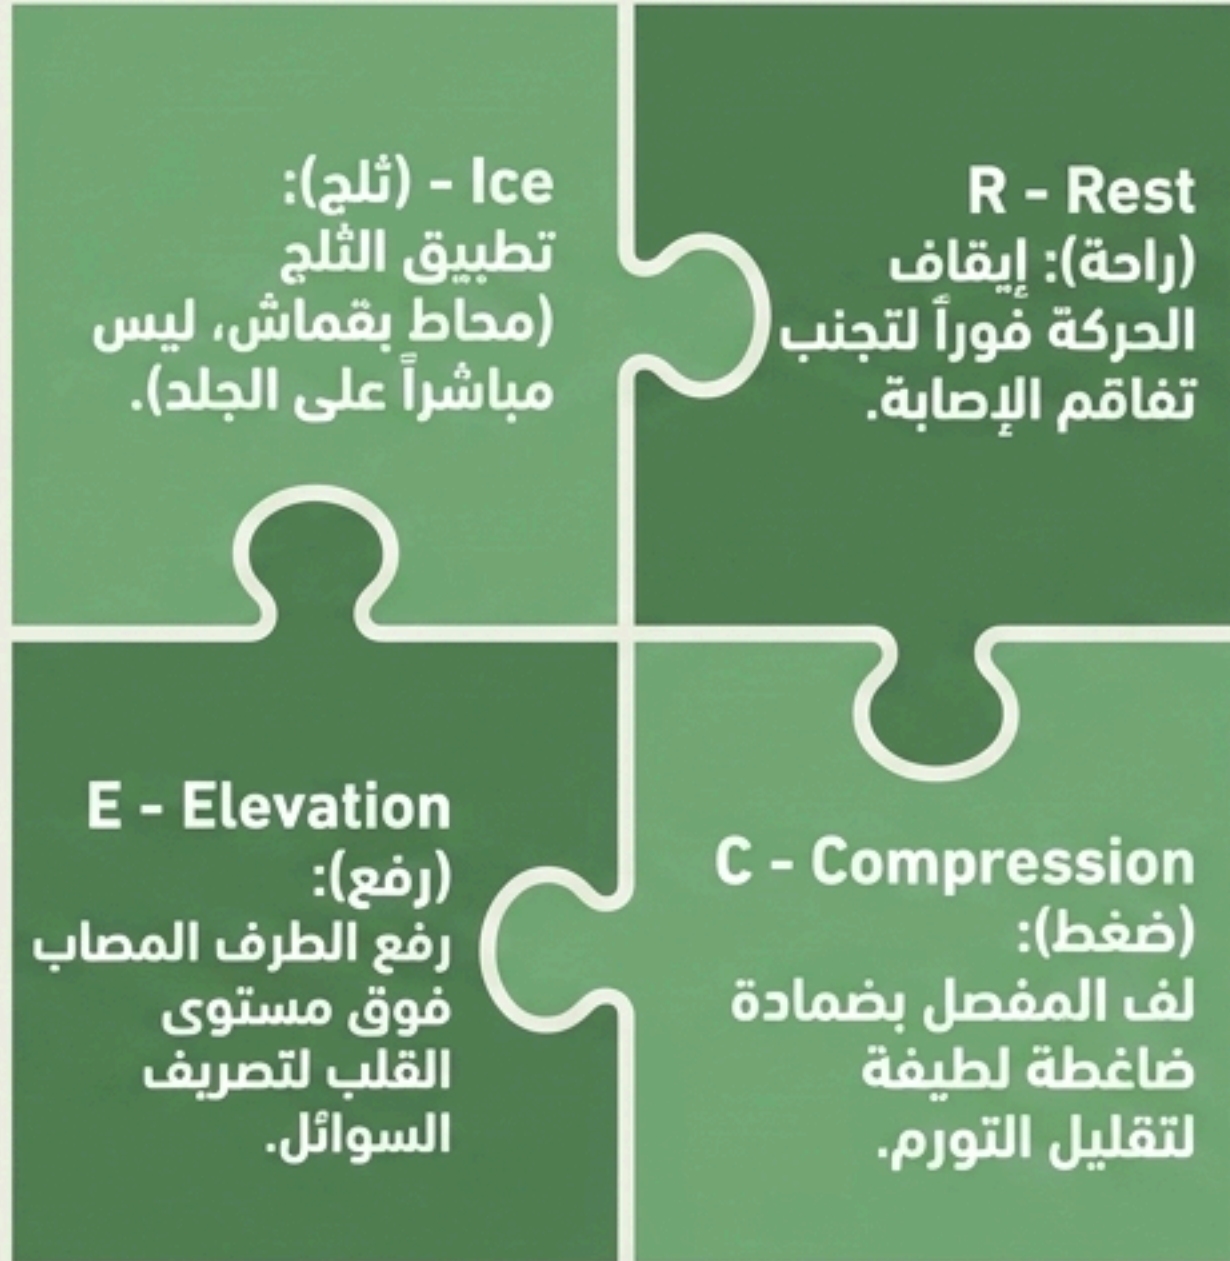 R - Rest
(راحة): إيقاف
الحركة فوراً لتجنب
تفاقم الإصابة.
Ice - (ثلج):
تطبيق الثلج
(محاط بقماش، ليس
مباشراً على الجلد).
C - Compression
(ضغط):
لف المفصل بضمادة
ضاغطة لطيفة
لتقليل التورم.
E - Elevation
(رفع):
رفع الطرف المصاب
فوق مستوى
القلب لتصريف
السوائل.